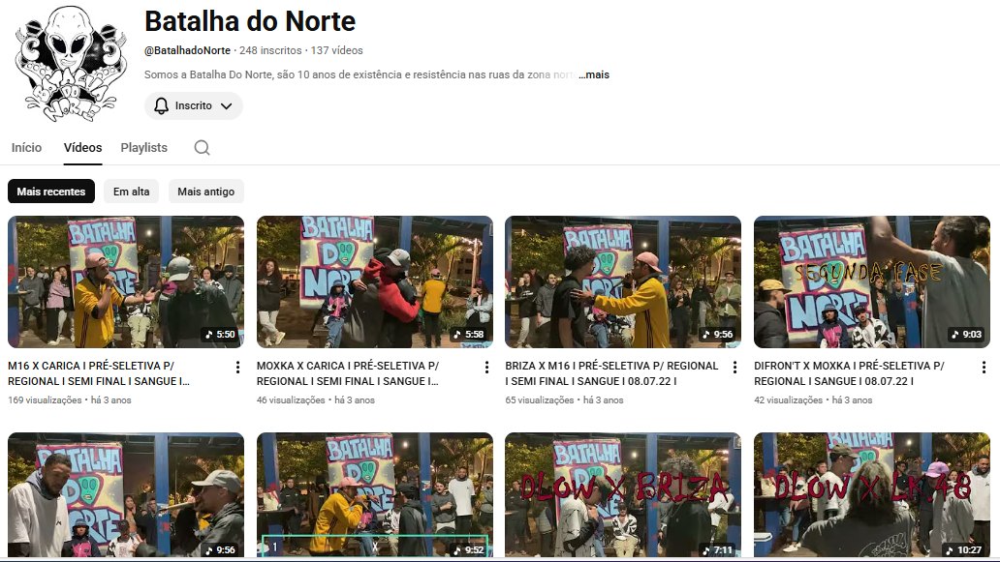 Batalha do Norte
@BatalhadoNorte · 248 inscritos · 137 vídeos
Somos a Batalha Do Norte, são 10 anos de existência e resistência nas ruas da zona norte ...mais
Inscrito
Início Vídeos Playlists
Mais recentes Em alta Mais antigo
BATALHA DO NORTE
5:50
BATALHA DO NORTE
5:58
BATALHA DO NORTE
9:56
BATALHA DO NORTE
SEGUNDA FASE
9:03
M16 X CARICA I PRÉ-SELETIVA P/
REGIONAL I SEMI FINAL I SANGUE I...
169 visualizações • há 3 anos
MOXKA X CARICA I PRÉ-SELETIVA P/
REGIONAL I SEMI FINAL I SANGUE I...
46 visualizações • há 3 anos
BRIZA X M16 I PRÉ-SELETIVA P/ REGIONAL
I SEMI FINAL I SANGUE I 08.07.22 I
65 visualizações • há 3 anos
DIFRON'T X MOXKA I PRÉ-SELETIVA P/
REGIONAL I SANGUE I 08.07.22 I
42 visualizações • há 3 anos
BATALHA DO NORTE
9:56
BATALHA
1 X
9:52
BATALHA
DLOW X BRIZA
7:11
BATALHA
DLOW X LK48
10:27